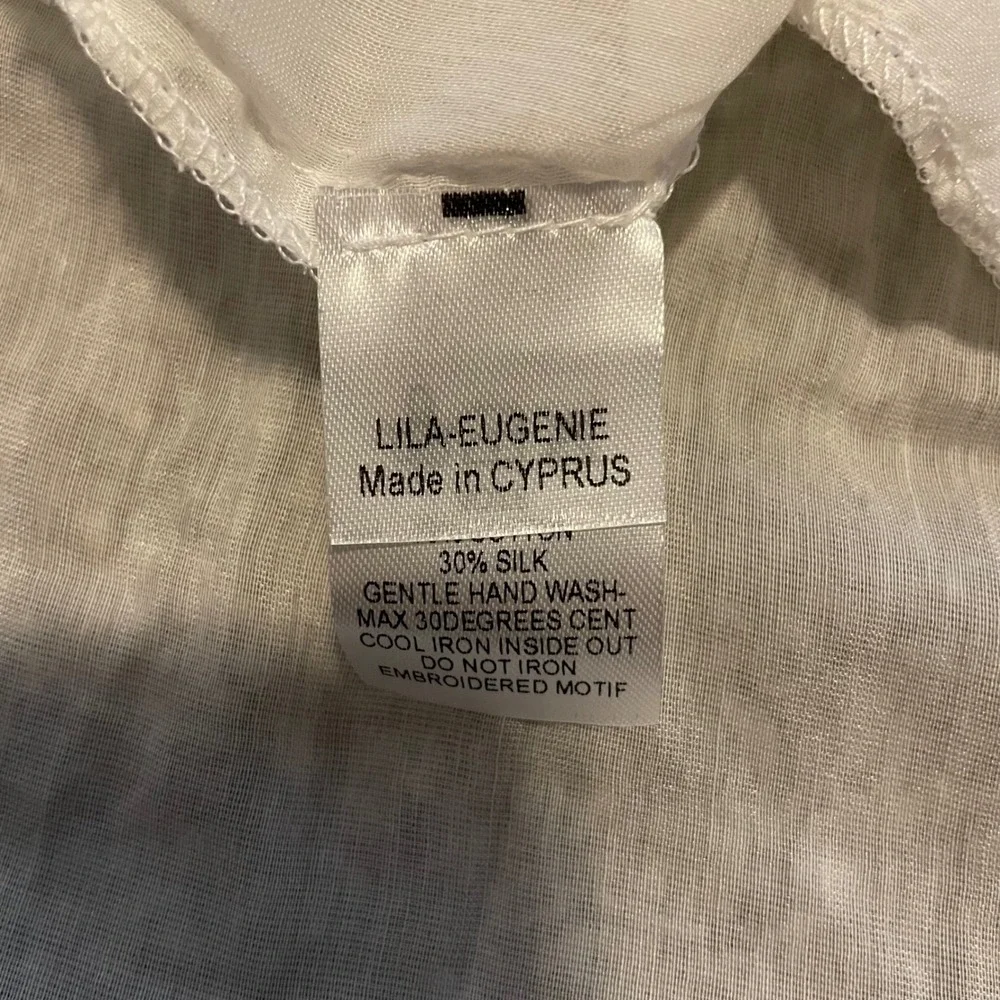 LILA-EUGENIE
Made in CYPRUS
COTTON
30% SILK
GENTLE HAND WASH-
MAX 30DEGREES CENT
COOL IRON INSIDE OUT
DO NOT IRON
EMBROIDERED MOTIF